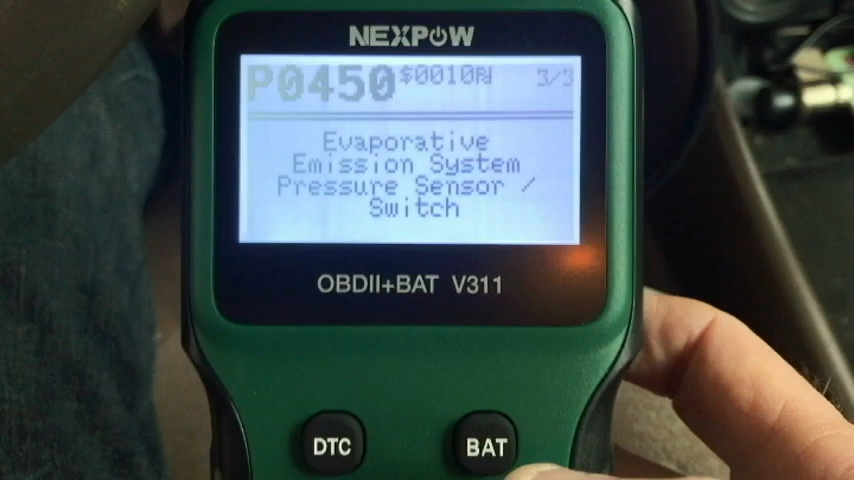 NEXPOW
P0450 $0010 3/3
Evaporative
Emission System
Pressure Sensor /
Switch
OBDII+BAT V311
DTC BAT